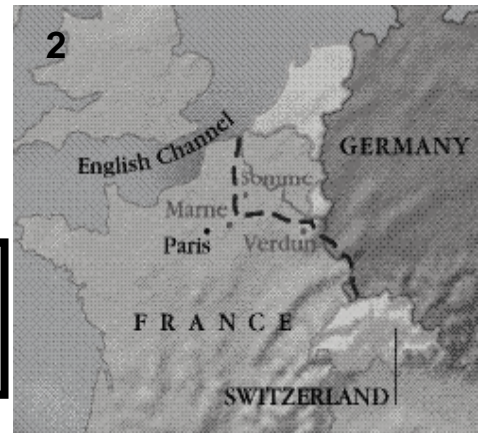 2
English Channel
GERMANY
Somme
Marne
Paris
Verdun
FRANCE
SWITZERLAND